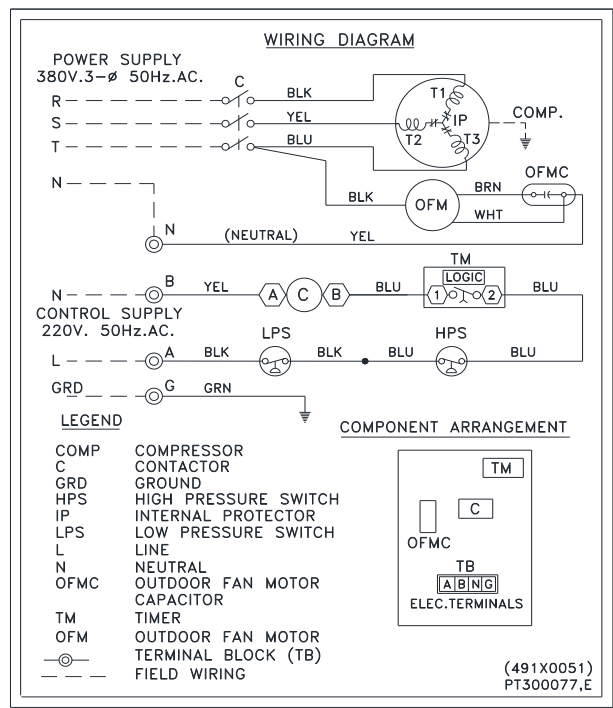 WIRING DIAGRAM
POWER SUPPLY
380V.3-Ø 50Hz.AC.
C
R
BLK
T1
S
YEL
IP
COMP.
T2
T3
T
BLU
OFMC
N
BLK
OFM
BRN
WHT
N
(NEUTRAL)
YEL
TM
LOGIC
N
B
YEL
A
C
B
BLU
1
2
BLU
CONTROL SUPPLY
220V. 50Hz.AC.
LPS
HPS
L
A
BLK
BLK
BLU
BLU
GRD
G
GRN
LEGEND
COMP COMPRESSOR
C CONTACTOR
GRD GROUND
HPS HIGH PRESSURE SWITCH
IP INTERNAL PROTECTOR
LPS LOW PRESSURE SWITCH
L LINE
N NEUTRAL
OFMC OUTDOOR FAN MOTOR
CAPACITOR
TM TIMER
OFM OUTDOOR FAN MOTOR
TERMINAL BLOCK (TB)
FIELD WIRING
COMPONENT ARRANGEMENT
TM
C
OFMC
TB
A B N G
ELEC.TERMINALS
(491X0051)
PT300077,E